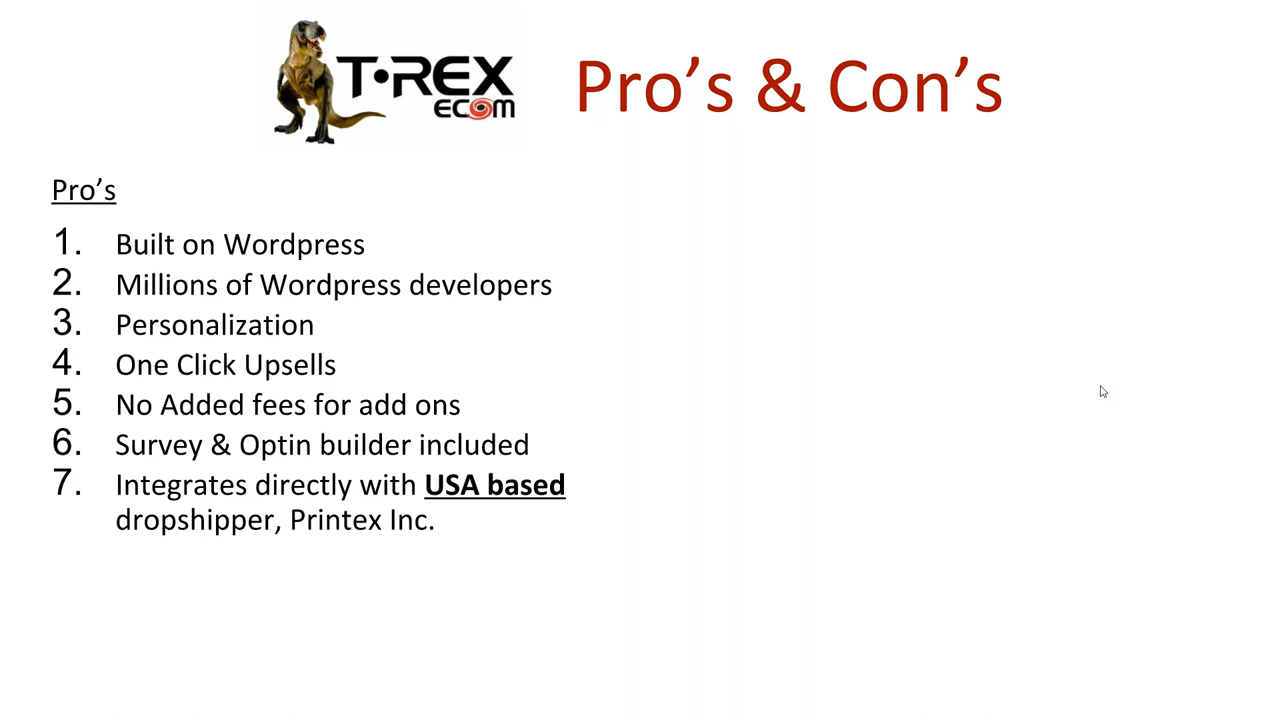 T•REX
ECOM
Pro’s & Con’s
Pro’s
1. Built on Wordpress
2. Millions of Wordpress developers
3. Personalization
4. One Click Upsells
5. No Added fees for add ons
6. Survey & Optin builder included
7. Integrates directly with USA based
dropshipper, Printex Inc.